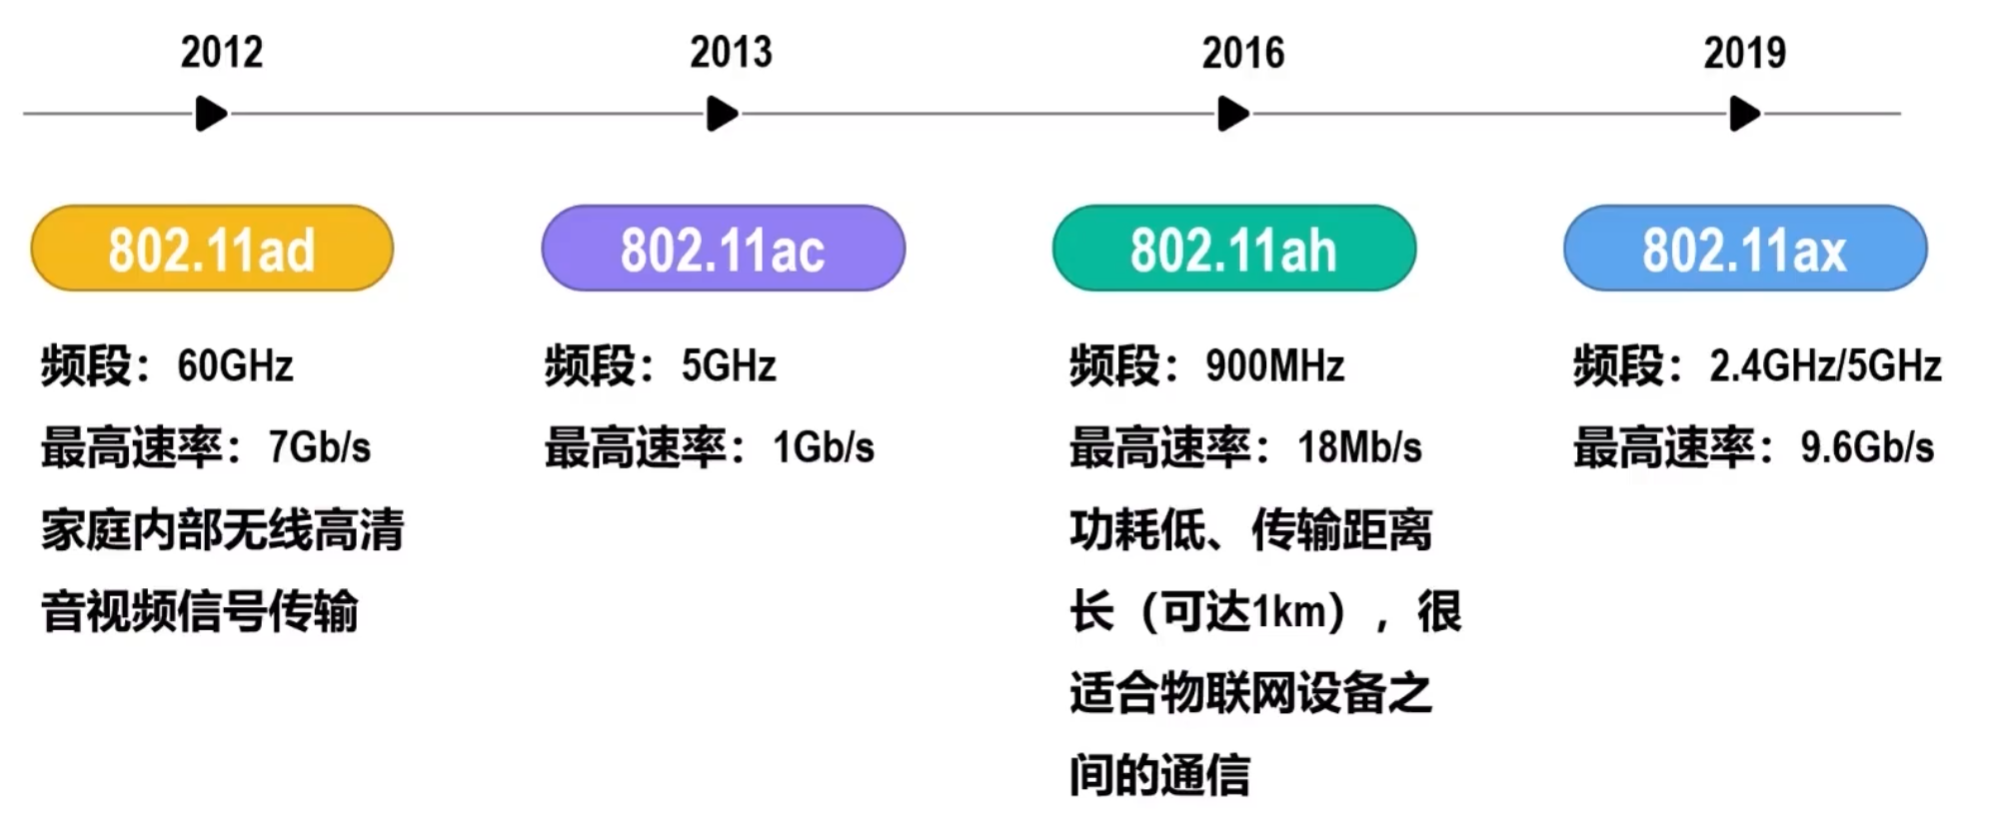 2012
2013
2016
2019
802.11ad
802.11ac
802.11ah
802.11ax
频段：60GHz
最高速率：7Gb/s
家庭内部无线高清
音视频信号传输
频段：5GHz
最高速率：1Gb/s
频段：900MHz
最高速率：18Mb/s
功耗低、传输距离
长（可达1km），很
适合物联网设备之
间的通信
频段：2.4GHz/5GHz
最高速率：9.6Gb/s